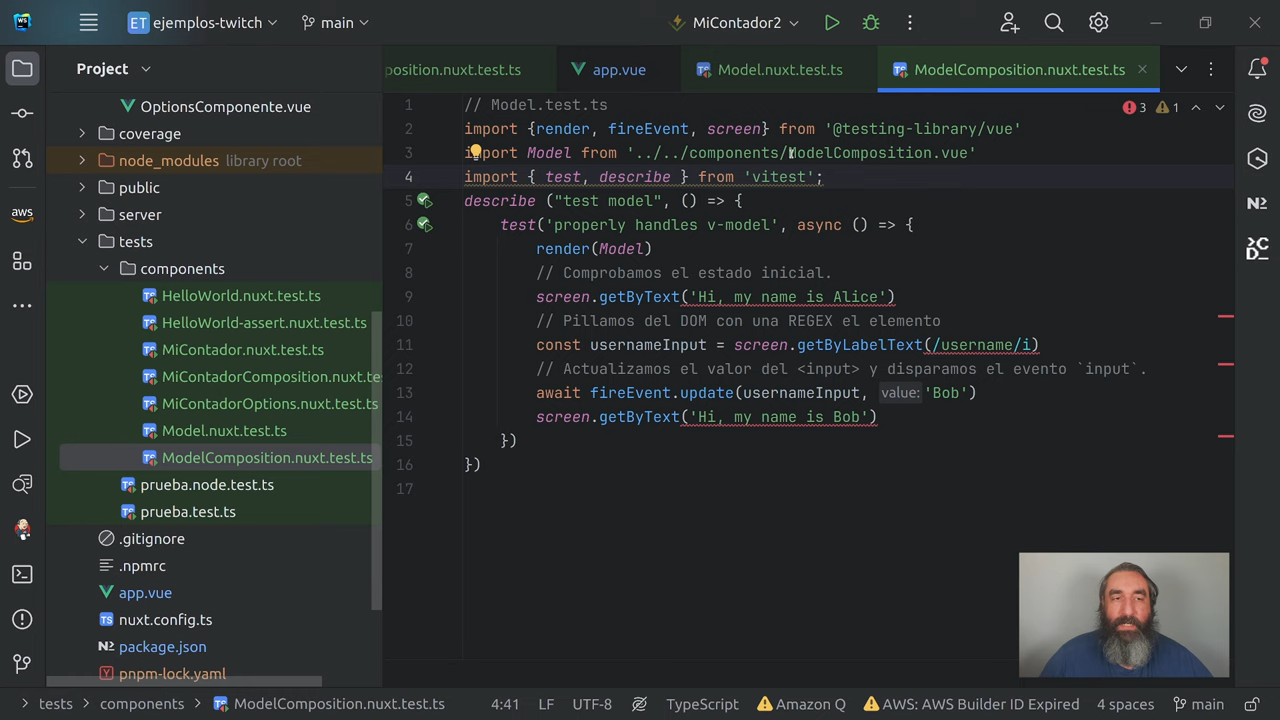 WS
ET ejemplos-twitch
main
MiContador2
Project
position.nuxt.test.ts
app.vue
Model.nuxt.test.ts
ModelComposition.nuxt.test.ts
OptionsComponente.vue
coverage
node_modules library root
public
server
tests
components
HelloWorld.nuxt.test.ts
HelloWorld-assert.nuxt.test.ts
MiContador.nuxt.test.ts
MiContadorComposition.nuxt.te
MiContadorOptions.nuxt.test.ts
Model.nuxt.test.ts
ModelComposition.nuxt.test.ts
prueba.node.test.ts
prueba.test.ts
.gitignore
.npmrc
app.vue
nuxt.config.ts
package.json
pnpm-lock.yaml
aws
1 // Model.test.ts
2 import {render, fireEvent, screen} from '@testing-library/vue'
3 import Model from '../../components/ModelComposition.vue'
4 import { test, describe } from 'vitest';
5 describe ("test model", () => {
6 test('properly handles v-model', async () => {
7 render(Model)
8 // Comprobamos el estado inicial.
9 screen.getByText('Hi, my name is Alice')
10 // Pillamos del DOM con una REGEX el elemento
11 const usernameInput = screen.getByLabelText(/username/i)
12 // Actualizamos el valor del <input> y disparamos el evento `input`.
13 await fireEvent.update(usernameInput, value: 'Bob')
14 screen.getByText('Hi, my name is Bob')
15 })
16 })
17
3 1
tests > components > ModelComposition.nuxt.test.ts
4:41 LF UTF-8 TypeScript Amazon Q AWS: AWS Builder ID Expired 4 spaces main